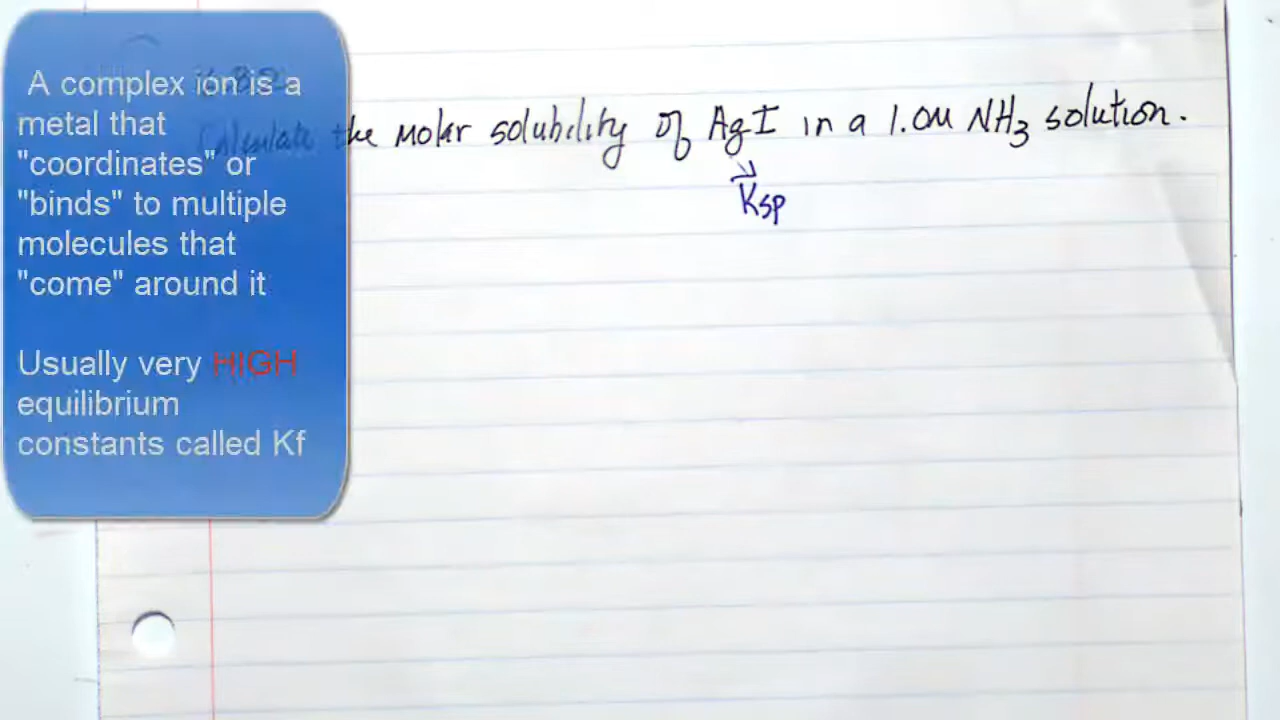 A complex ion is a
metal that
"coordinates" or
"binds" to multiple
molecules that
"come" around it
Usually very HIGH
equilibrium
constants called Kf
Calculate the molar solubility of AgI in a 1.0M NH3 solution.
Ksp